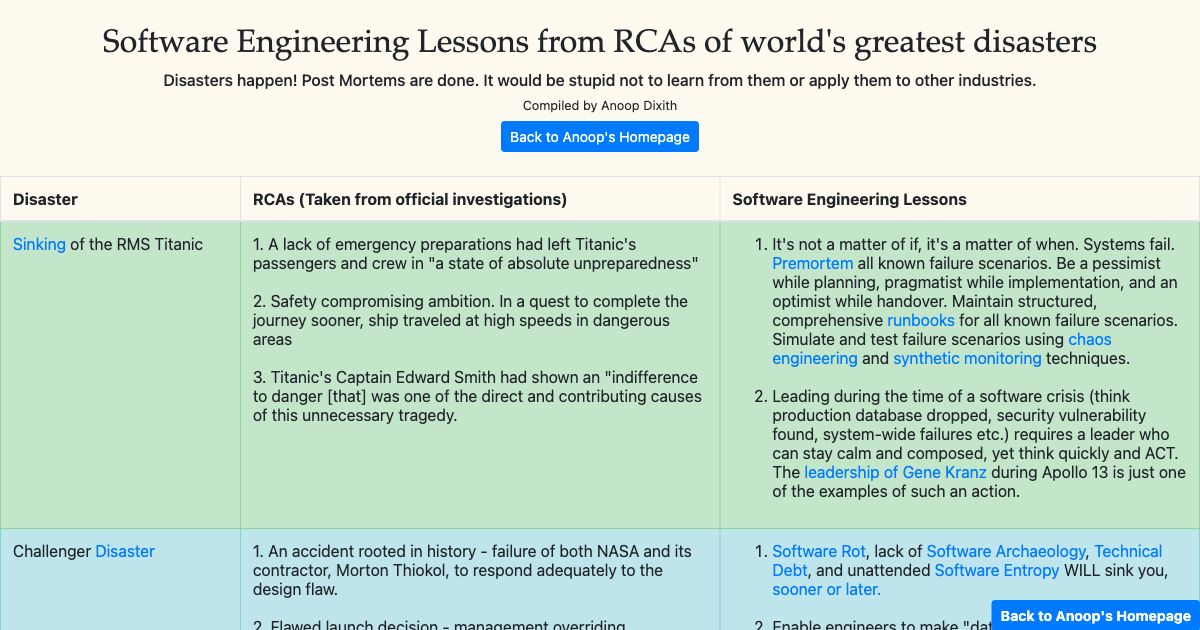 Software Engineering Lessons from RCAs of world's greatest disasters
Disasters happen! Post Mortems are done. It would be stupid not to learn from them or apply them to other industries.
Compiled by Anoop Dixith
Back to Anoop's Homepage
Disaster
RCAs (Taken from official investigations)
Software Engineering Lessons
Sinking of the RMS Titanic
1. A lack of emergency preparations had left Titanic's
passengers and crew in "a state of absolute unpreparedness"
2. Safety compromising ambition. In a quest to complete the
journey sooner, ship traveled at high speeds in dangerous
areas
3. Titanic's Captain Edward Smith had shown an "indifference
to danger [that] was one of the direct and contributing causes
of this unnecessary tragedy.
1. It's not a matter of if, it's a matter of when. Systems fail.
Premortem all known failure scenarios. Be a pessimist
while planning, pragmatist while implementation, and an
optimist while handover. Maintain structured,
comprehensive runbooks for all known failure scenarios.
Simulate and test failure scenarios using chaos
engineering and synthetic monitoring techniques.
2. Leading during the time of a software crisis (think
production database dropped, security vulnerability
found, system-wide failures etc.) requires a leader who
can stay calm and composed, yet think quickly and ACT.
The leadership of Gene Kranz during Apollo 13 is just one
of the examples of such an action.
Challenger Disaster
1. An accident rooted in history - failure of both NASA and its
contractor, Morton Thiokol, to respond adequately to the
design flaw.
2. Flawed launch decision - management overriding
1. Software Rot, lack of Software Archaeology, Technical
Debt, and unattended Software Entropy WILL sink you,
sooner or later.
2. Enable engineers to make
Back to Anoop's Homepage